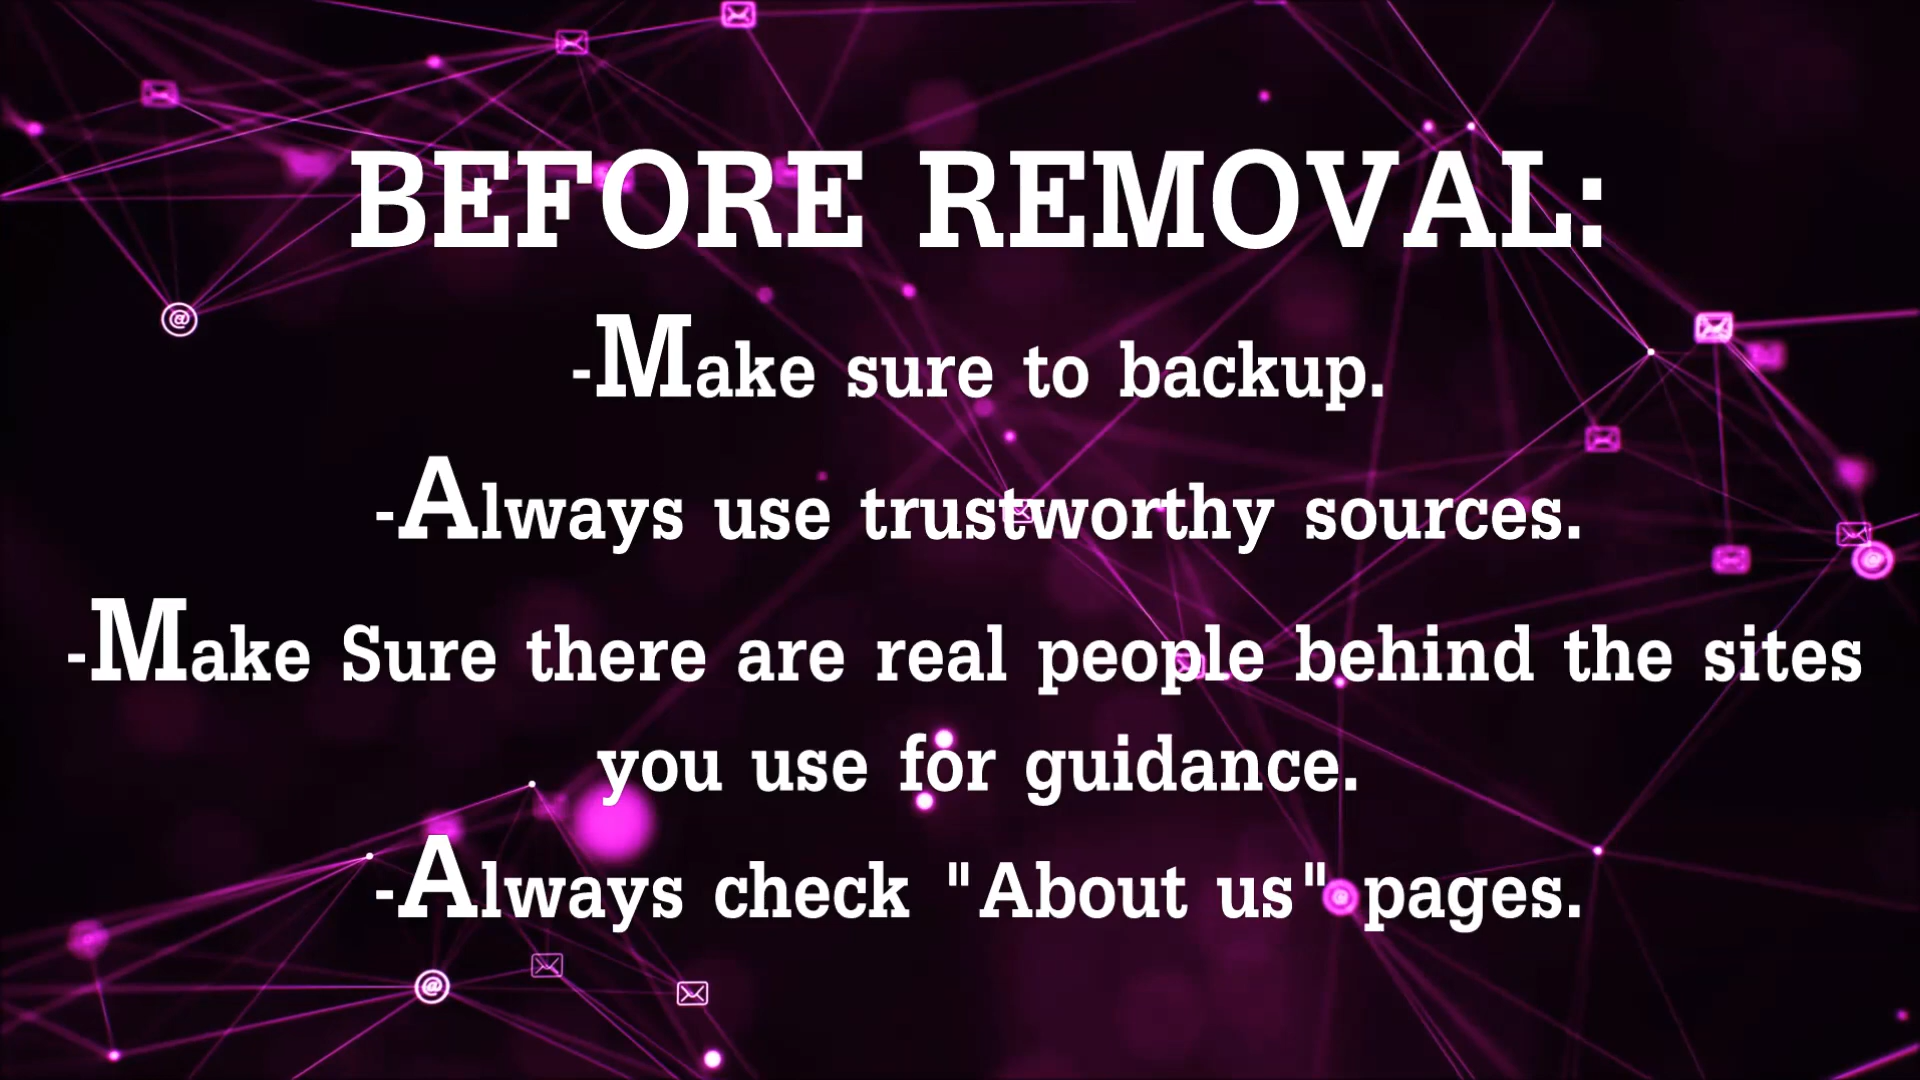 BEFORE REMOVAL:
-Make sure to backup.
-Always use trustworthy sources.
-Make Sure there are real people behind the sites
you use for guidance.
-Always check "About us" pages.